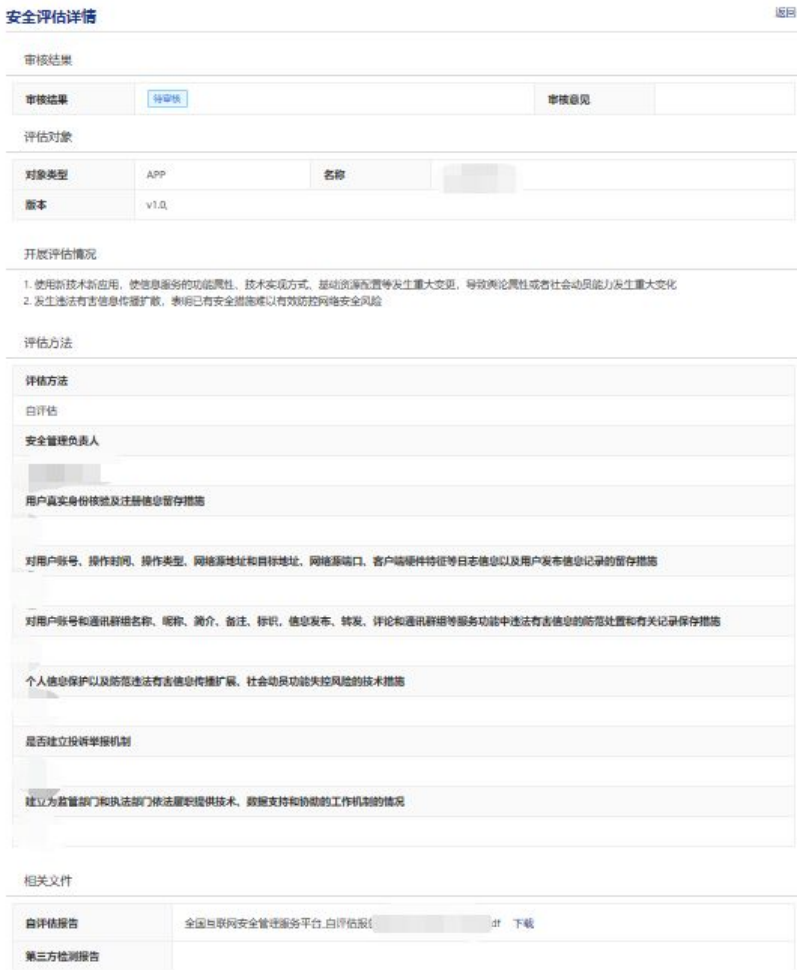 安全评估详情
返回
审核结果
审核结果 待审核 审核意见
评估对象
对象类型 APP 名称
版本 v1.0,
开展评估情况
1. 使用新技术新应用，使信息服务的功能属性、技术实现方式、基础资源配置等发生重大变更，导致舆论属性或者社会动员能力发生重大变化
2. 发生违法有害信息传播扩散，表明已有安全措施难以有效防控网络安全风险
评估方法
评估方法
自评估
安全管理负责人
用户真实身份核验及注册信息留存措施
对用户账号、操作时间、操作类型、网络源地址和目标地址、网络源端口、客户端硬件特征等日志信息以及用户发布信息记录的留存措施
对用户账号和通讯群组名称、昵称、简介、备注、标识，信息发布、转发、评论和通讯群组等服务功能中违法有害信息的防范处置和有关记录保存措施
个人信息保护以及防范违法有害信息传播扩展、社会动员功能失控风险的技术措施
是否建立投诉举报机制
建立为监管部门和执法部门依法履职提供技术、数据支持和协助的工作机制的情况
相关文件
自评估报告 全国互联网安全管理服务平台_自评估报 df 下载
第三方检测报告